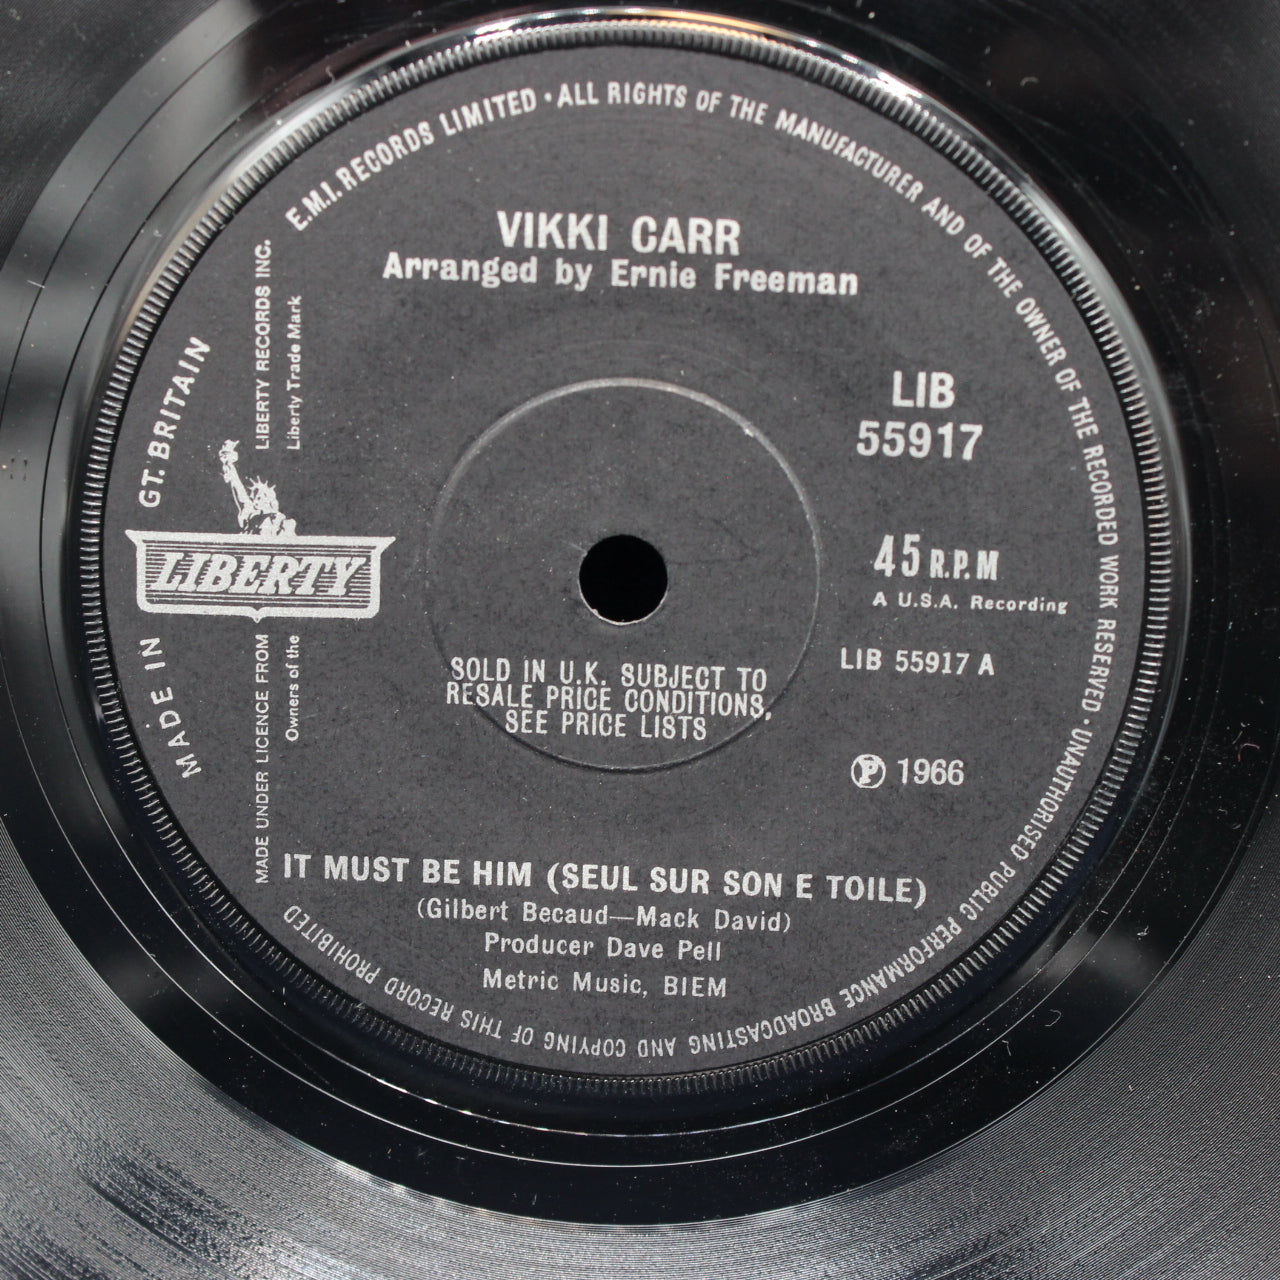 E.M.I. RECORDS LIMITED · ALL RIGHTS OF THE MANUFACTURER AND OF THE OWNER OF THE RECORDED WORK RESERVED · UNAUTHORISED PUBLIC PERFORMANCE BROADCASTING AND COPYING OF THIS RECORD PROHIBITED
VIKKI CARR
Arranged by Ernie Freeman
LIB
55917
45 R.P.M
A U.S.A. Recording
LIB 55917 A
Ⓟ 1966
MADE IN GT. BRITAIN
LIBERTY
MADE UNDER LICENCE FROM LIBERTY RECORDS INC.
Owners of the Liberty Trade Mark
SOLD IN U.K. SUBJECT TO
RESALE PRICE CONDITIONS,
SEE PRICE LISTS
IT MUST BE HIM (SEUL SUR SON E TOILE)
(Gilbert Becaud—Mack David)
Producer Dave Pell
Metric Music, BIEM